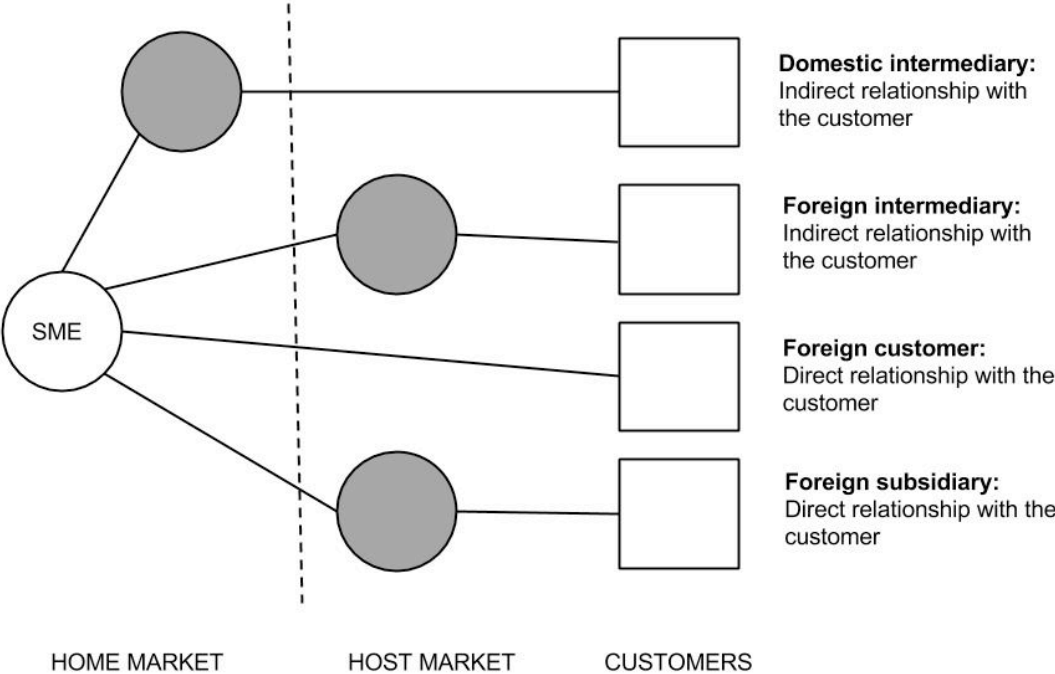 Domestic intermediary:
Indirect relationship with
the customer
Foreign intermediary:
Indirect relationship with
the customer
SME
Foreign customer:
Direct relationship with the
customer
Foreign subsidiary:
Direct relationship with the
customer
HOME MARKET
HOST MARKET
CUSTOMERS